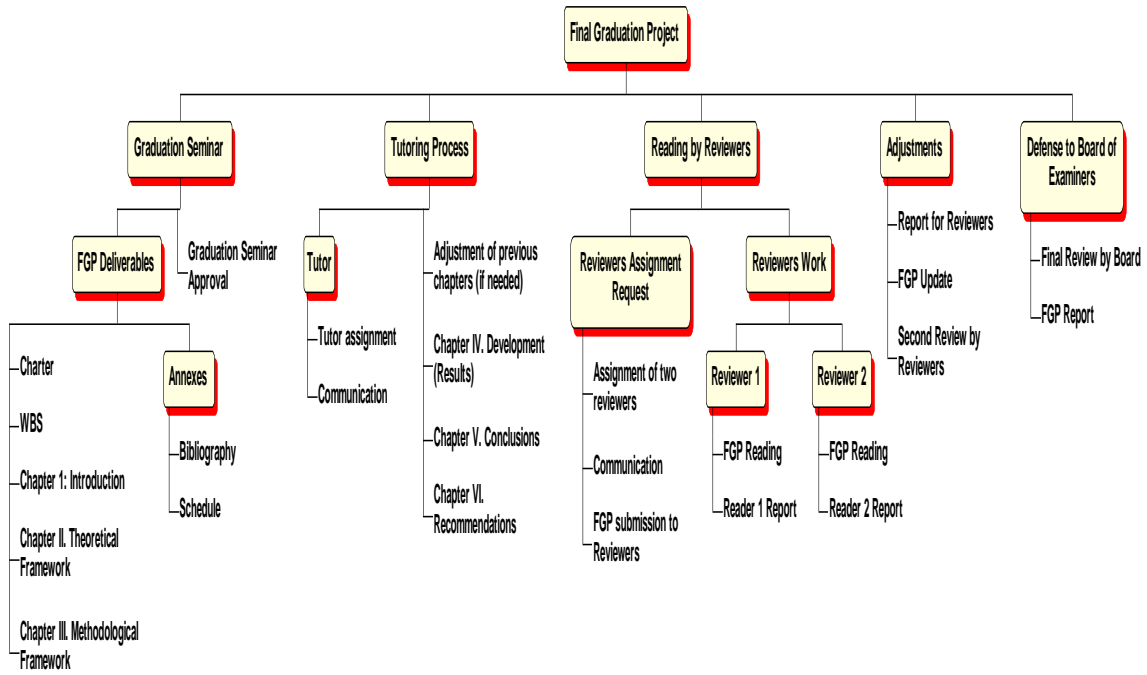 Final Graduation Project
Graduation Seminar
Tutoring Process
Reading by Reviewers
Adjustments
Defense to Board of
Examiners
FGP Deliverables
Graduation Seminar
Approval
Charter
WBS
Chapter 1: Introduction
Chapter II. Theoretical
Framework
Chapter III. Methodological
Framework
Annexes
Bibliography
Schedule
Tutor
Tutor assignment
Communication
Adjustment of previous
chapters (if needed)
Chapter IV. Development
(Results)
Chapter V. Conclusions
Chapter VI.
Recommendations
Reviewers Assignment
Request
Assignment of two
reviewers
Communication
FGP submission to
Reviewers
Reviewers Work
Reviewer 1
FGP Reading
Reader 1 Report
Reviewer 2
FGP Reading
Reader 2 Report
Report for Reviewers
FGP Update
Second Review by
Reviewers
Final Review by Board
FGP Report